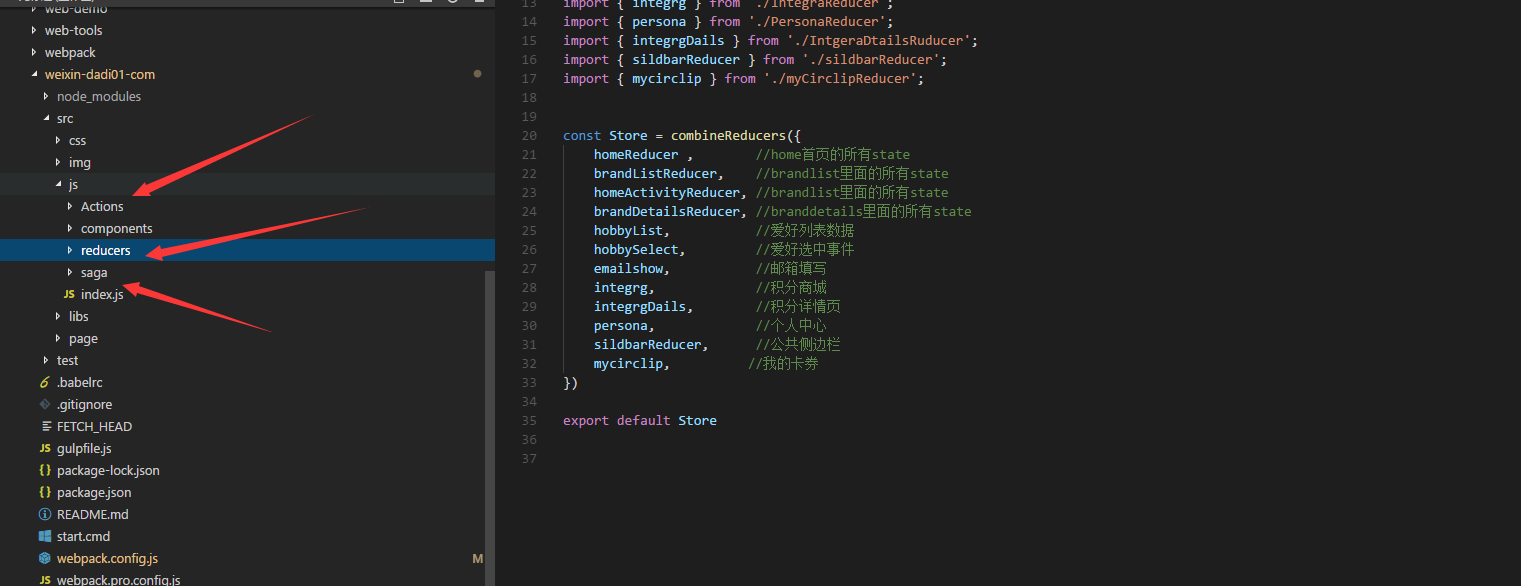 web-demo
web-tools
webpack
weixin-dadi01-com
node_modules
src
css
img
js
Actions
components
reducers
saga
JS index.js
libs
page
test
.babelrc
.gitignore
FETCH_HEAD
JS gulpfile.js
{} package-lock.json
{} package.json
README.md
start.cmd
webpack.config.js M
JS webpack.pro.config.js
13 import { integrg } from './IntegraReducer';
14 import { persona } from './PersonaReducer';
15 import { integrgDails } from './IntgeraDtailsRuducer';
16 import { sildbarReducer } from './sildbarReducer';
17 import { mycirclip } from './myCirclipReducer';
18
19
20 const Store = combineReducers({
21 homeReducer , //home首页的所有state
22 brandListReducer, //brandlist里面的所有state
23 homeActivityReducer, //brandlist里面的所有state
24 brandDetailsReducer, //branddetails里面的所有state
25 hobbyList, //爱好列表数据
26 hobbySelect, //爱好选中事件
27 emailshow, //邮箱填写
28 integrg, //积分商城
29 integrgDails, //积分详情页
30 persona, //个人中心
31 sildbarReducer, //公共侧边栏
32 mycirclip, //我的卡券
33 })
34
35 export default Store
36
37